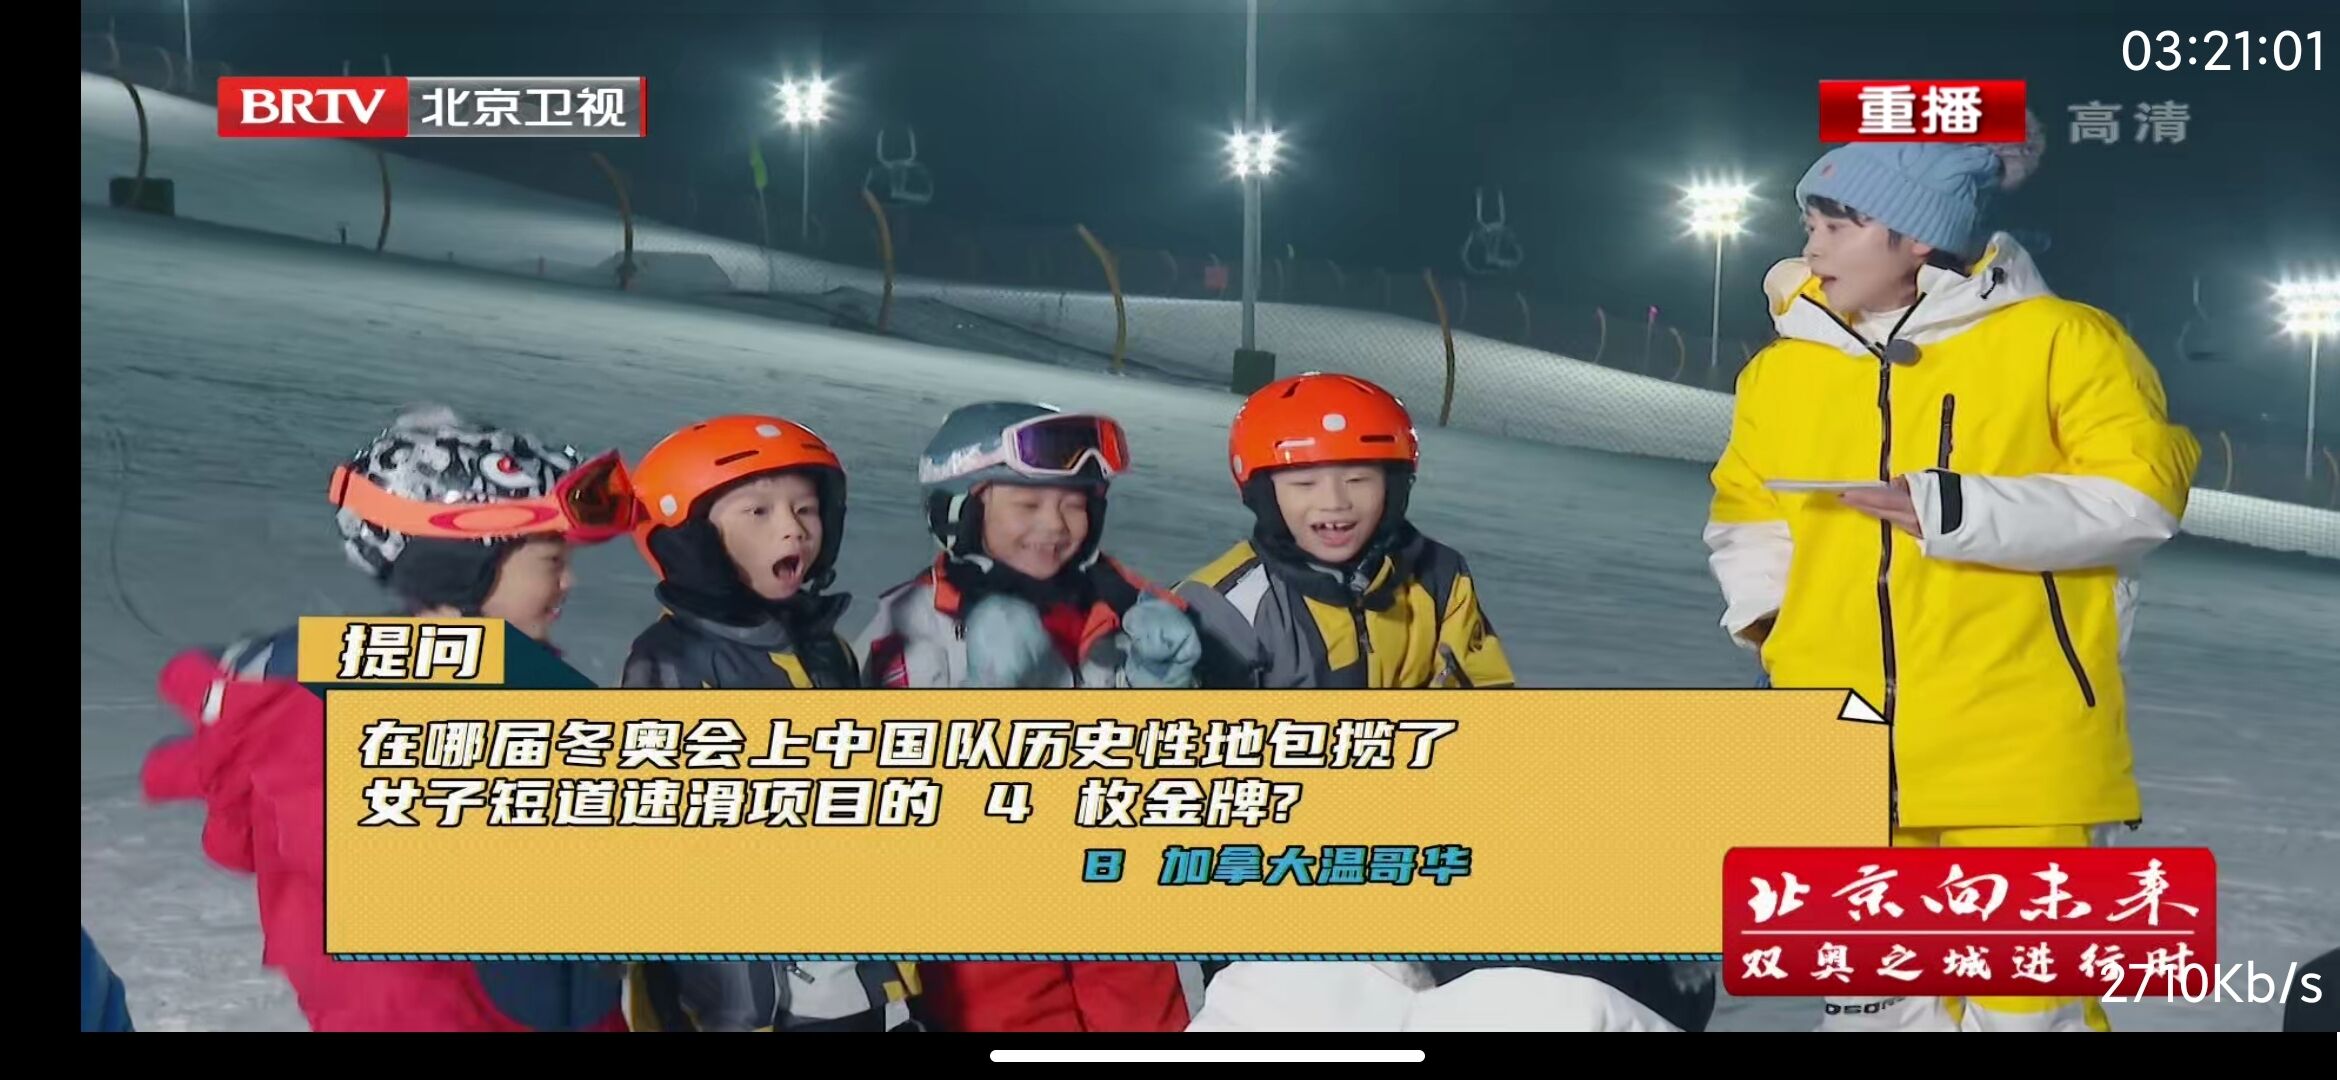 03:21:01
BRTV 北京卫视
重播 高清
提问
在哪届冬奥会上中国队历史性地包揽了
女子短道速滑项目的 4 枚金牌?
B 加拿大温哥华
北京向未来
双奥之城进行时
2710Kb/s